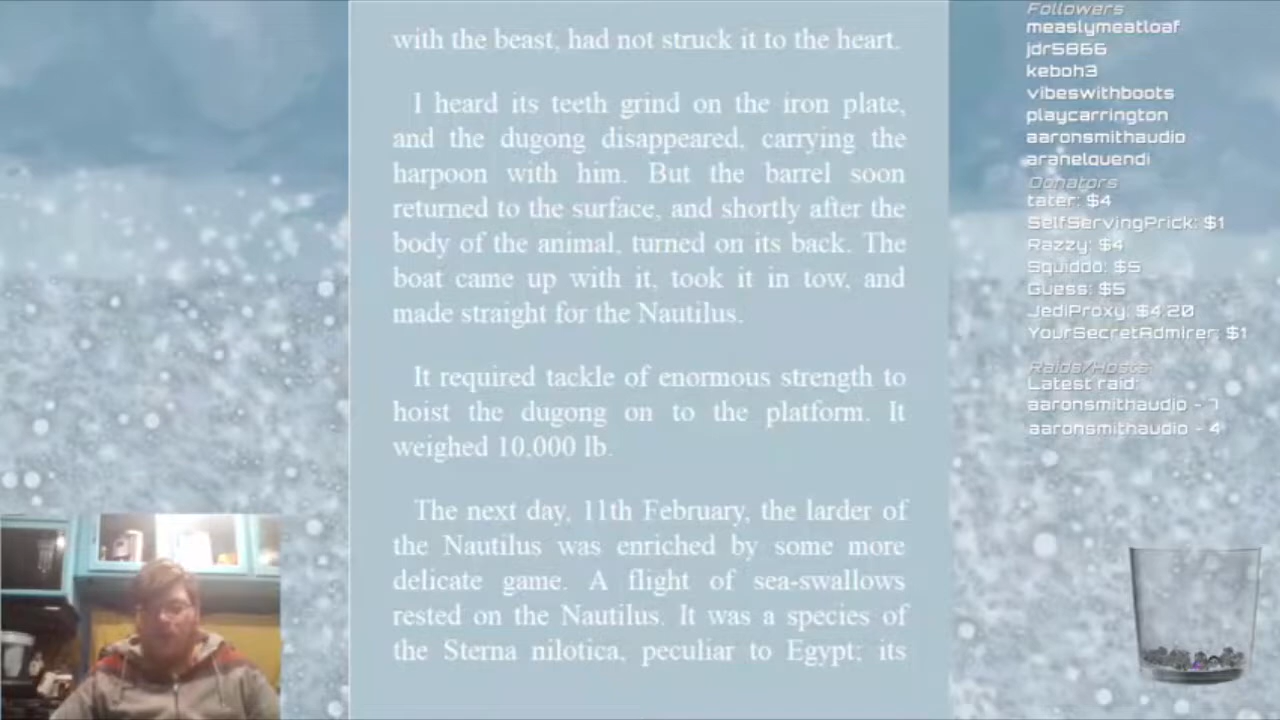 with the beast, had not struck it to the heart.
I heard its teeth grind on the iron plate,
and the dugong disappeared, carrying the
harpoon with him. But the barrel soon
returned to the surface, and shortly after the
body of the animal, turned on its back. The
boat came up with it, took it in tow, and
made straight for the Nautilus.
It required tackle of enormous strength to
hoist the dugong on to the platform. It
weighed 10,000 lb.
The next day, 11th February, the larder of
the Nautilus was enriched by some more
delicate game. A flight of sea-swallows
rested on the Nautilus. It was a species of
the Sterna nilotica, peculiar to Egypt; its
Followers
measlymeatloaf
jdr5866
keboh3
vibeswithboots
playcarrington
aaronsmithaudio
aranelquendi
Donators
tater: $4
SelfServingPrick: $1
Razzy: $4
Squiddo: $5
Guess: $5
JediProxy: $4.20
YourSecretAdmirer: $1
Raids/Hosts
Latest raid:
aaronsmithaudio - 7
aaronsmithaudio - 4